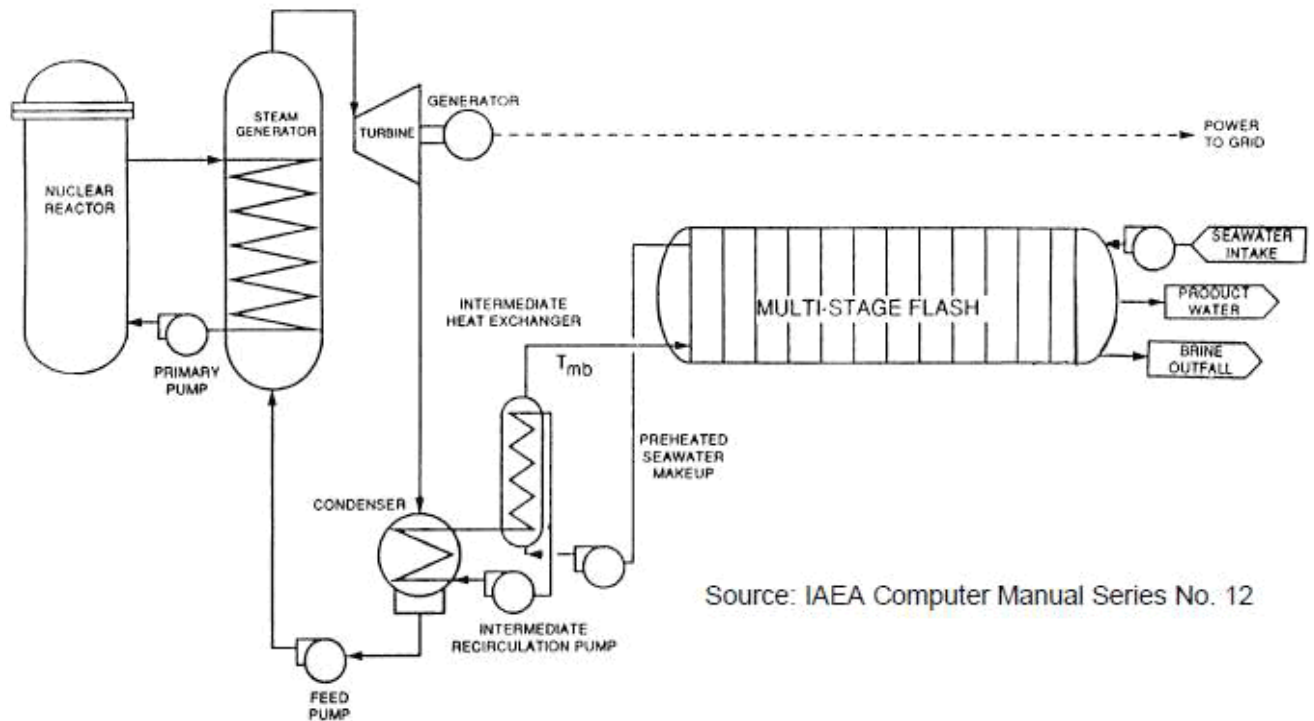 NUCLEAR
REACTOR
STEAM
GENERATOR
PRIMARY
PUMP
TURBINE
GENERATOR
POWER
TO GRID
SEAWATER
INTAKE
PRODUCT
WATER
BRINE
OUTFALL
MULTI-STAGE FLASH
INTERMEDIATE
HEAT EXCHANGER
Tmb
PREHEATED
SEAWATER
MAKEUP
CONDENSER
INTERMEDIATE
RECIRCULATION PUMP
FEED
PUMP
Source: IAEA Computer Manual Series No. 12